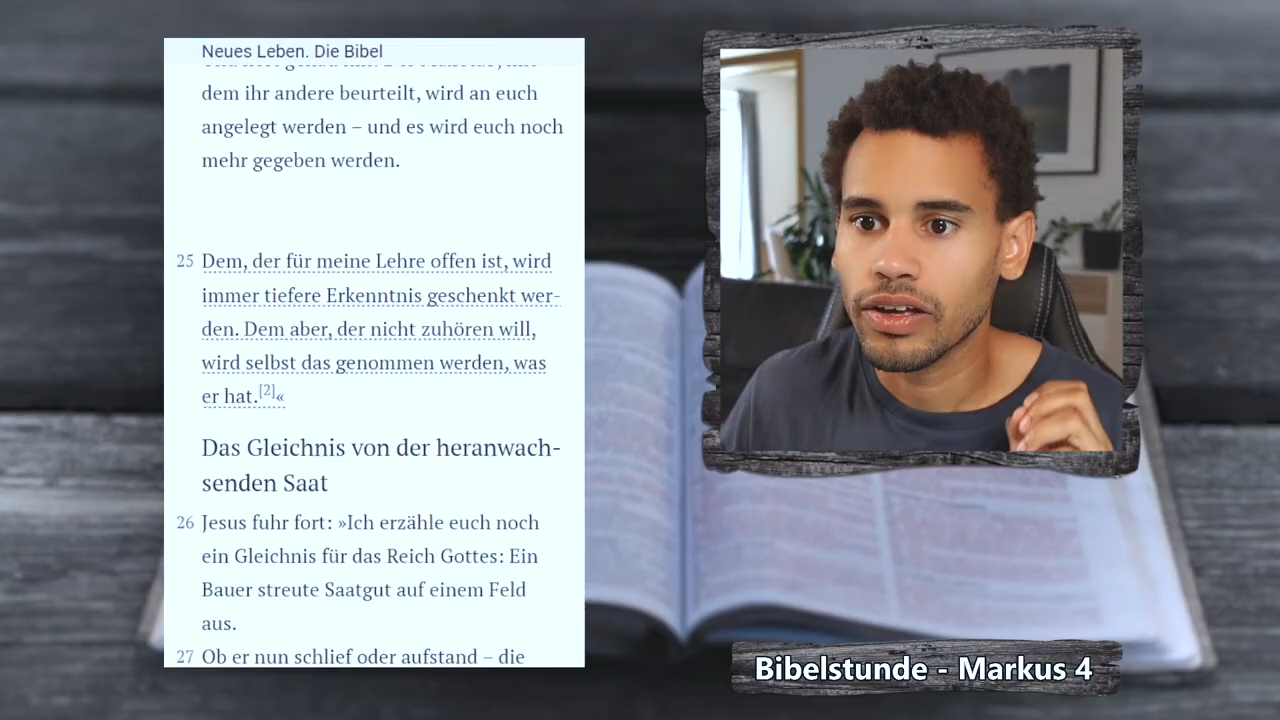 Neues Leben. Die Bibel
dem ihr andere beurteilt, wird an euch
angelegt werden – und es wird euch noch
mehr gegeben werden.
25 Dem, der für meine Lehre offen ist, wird
immer tiefere Erkenntnis geschenkt wer-
den. Dem aber, der nicht zuhören will,
wird selbst das genommen werden, was
er hat.[2]«
Das Gleichnis von der heranwach-
senden Saat
26 Jesus fuhr fort: »Ich erzähle euch noch
ein Gleichnis für das Reich Gottes: Ein
Bauer streute Saatgut auf einem Feld
aus.
27 Ob er nun schlief oder aufstand – die
Bibelstunde - Markus 4